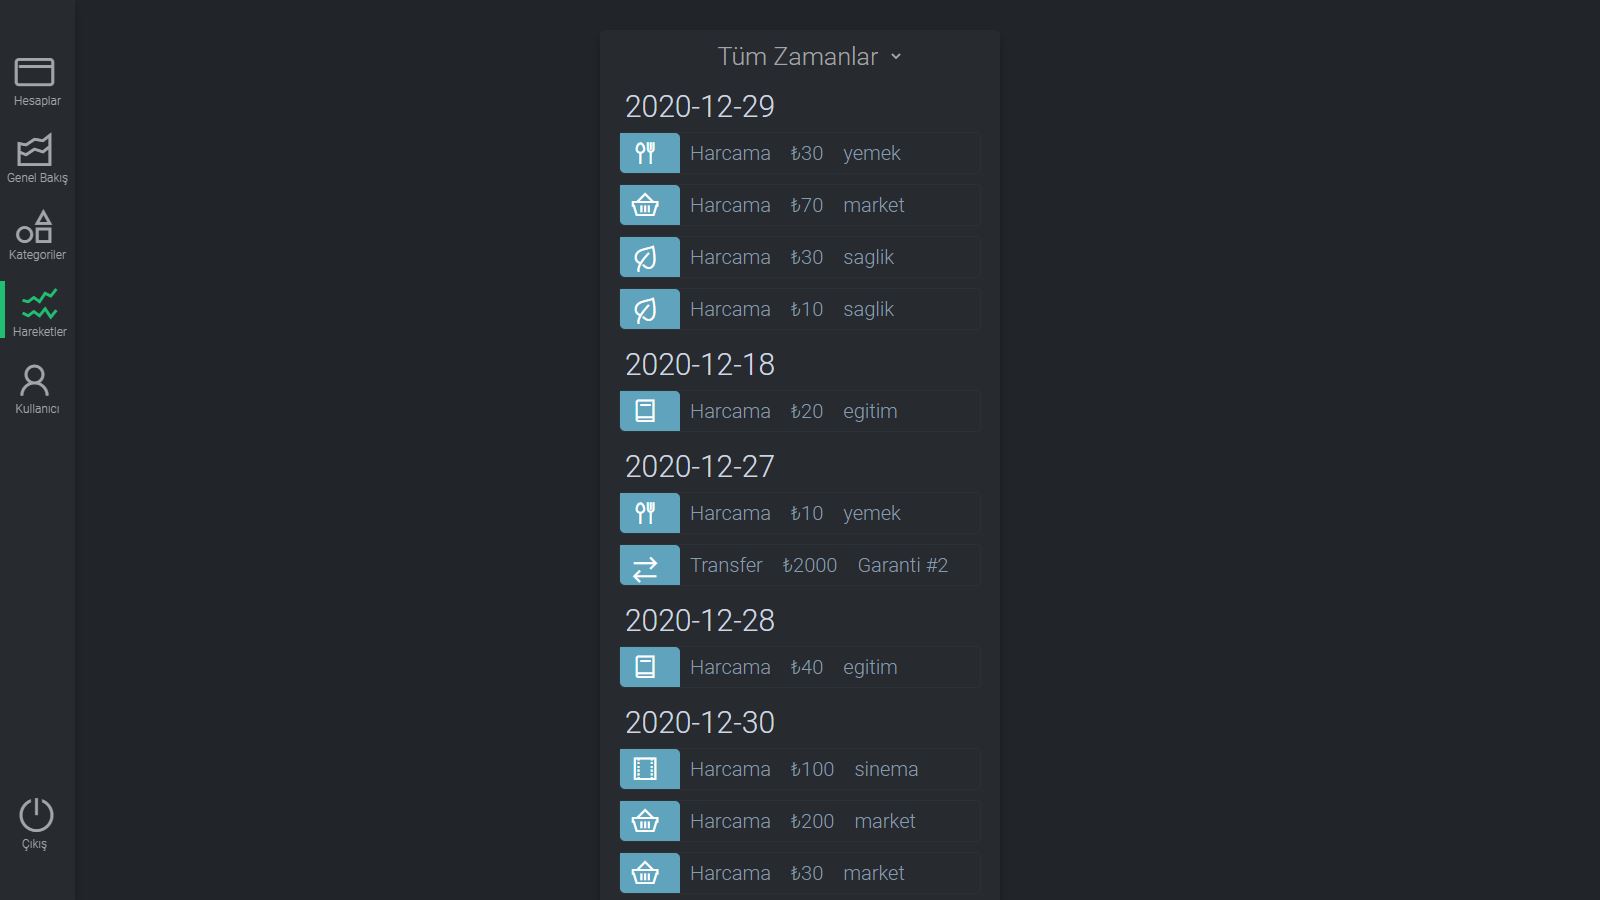 Hesaplar
Genel Bakış
Kategoriler
Hareketler
Kullanıcı
Çıkış
Tüm Zamanlar
2020-12-29
Harcama ₺30 yemek
Harcama ₺70 market
Harcama ₺30 saglik
Harcama ₺10 saglik
2020-12-18
Harcama ₺20 egitim
2020-12-27
Harcama ₺10 yemek
Transfer ₺2000 Garanti #2
2020-12-28
Harcama ₺40 egitim
2020-12-30
Harcama ₺100 sinema
Harcama ₺200 market
Harcama ₺30 market